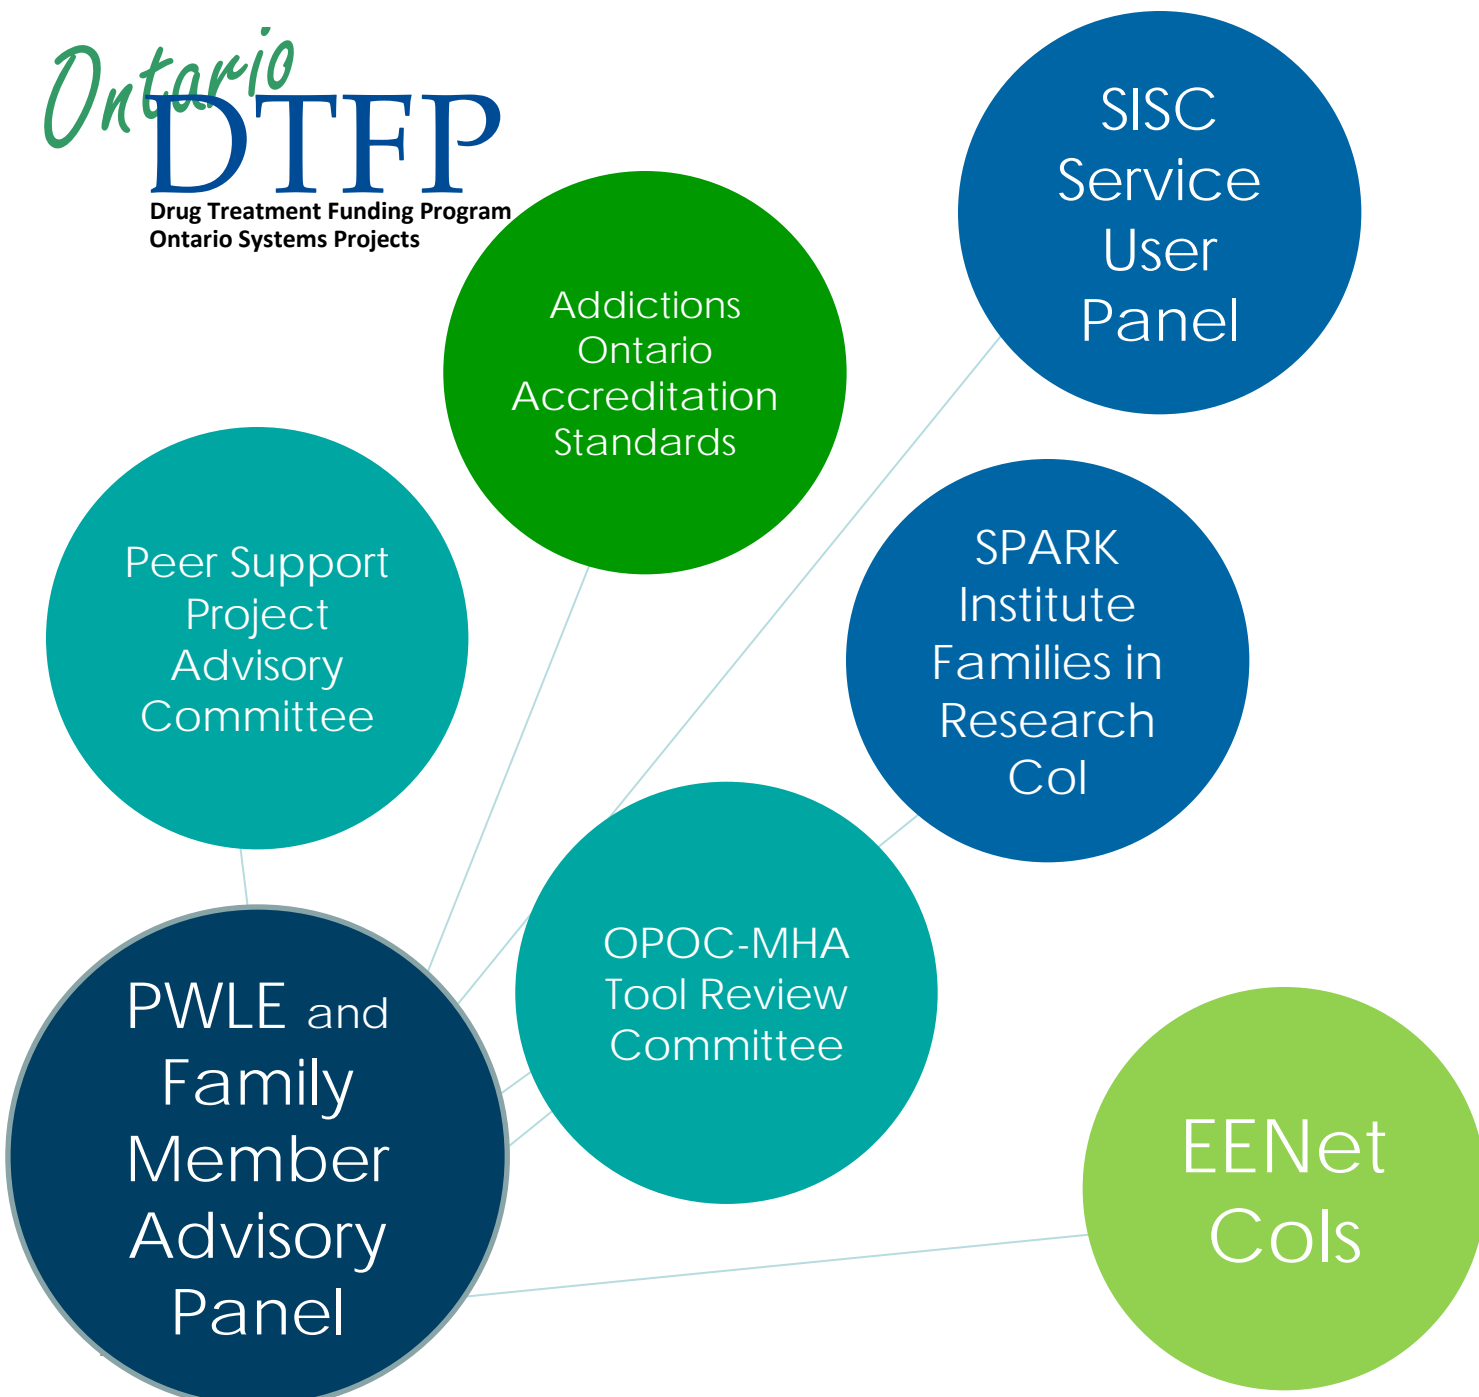 Ontario
DTFP
Drug Treatment Funding Program
Ontario Systems Projects
SISC
Service
User
Panel
Addictions
Ontario
Accreditation
Standards
Peer Support
Project
Advisory
Committee
SPARK
Institute
Families in
Research
CoI
OPOC-MHA
Tool Review
Committee
PWLE and
Family
Member
Advisory
Panel
EENet
CoIs